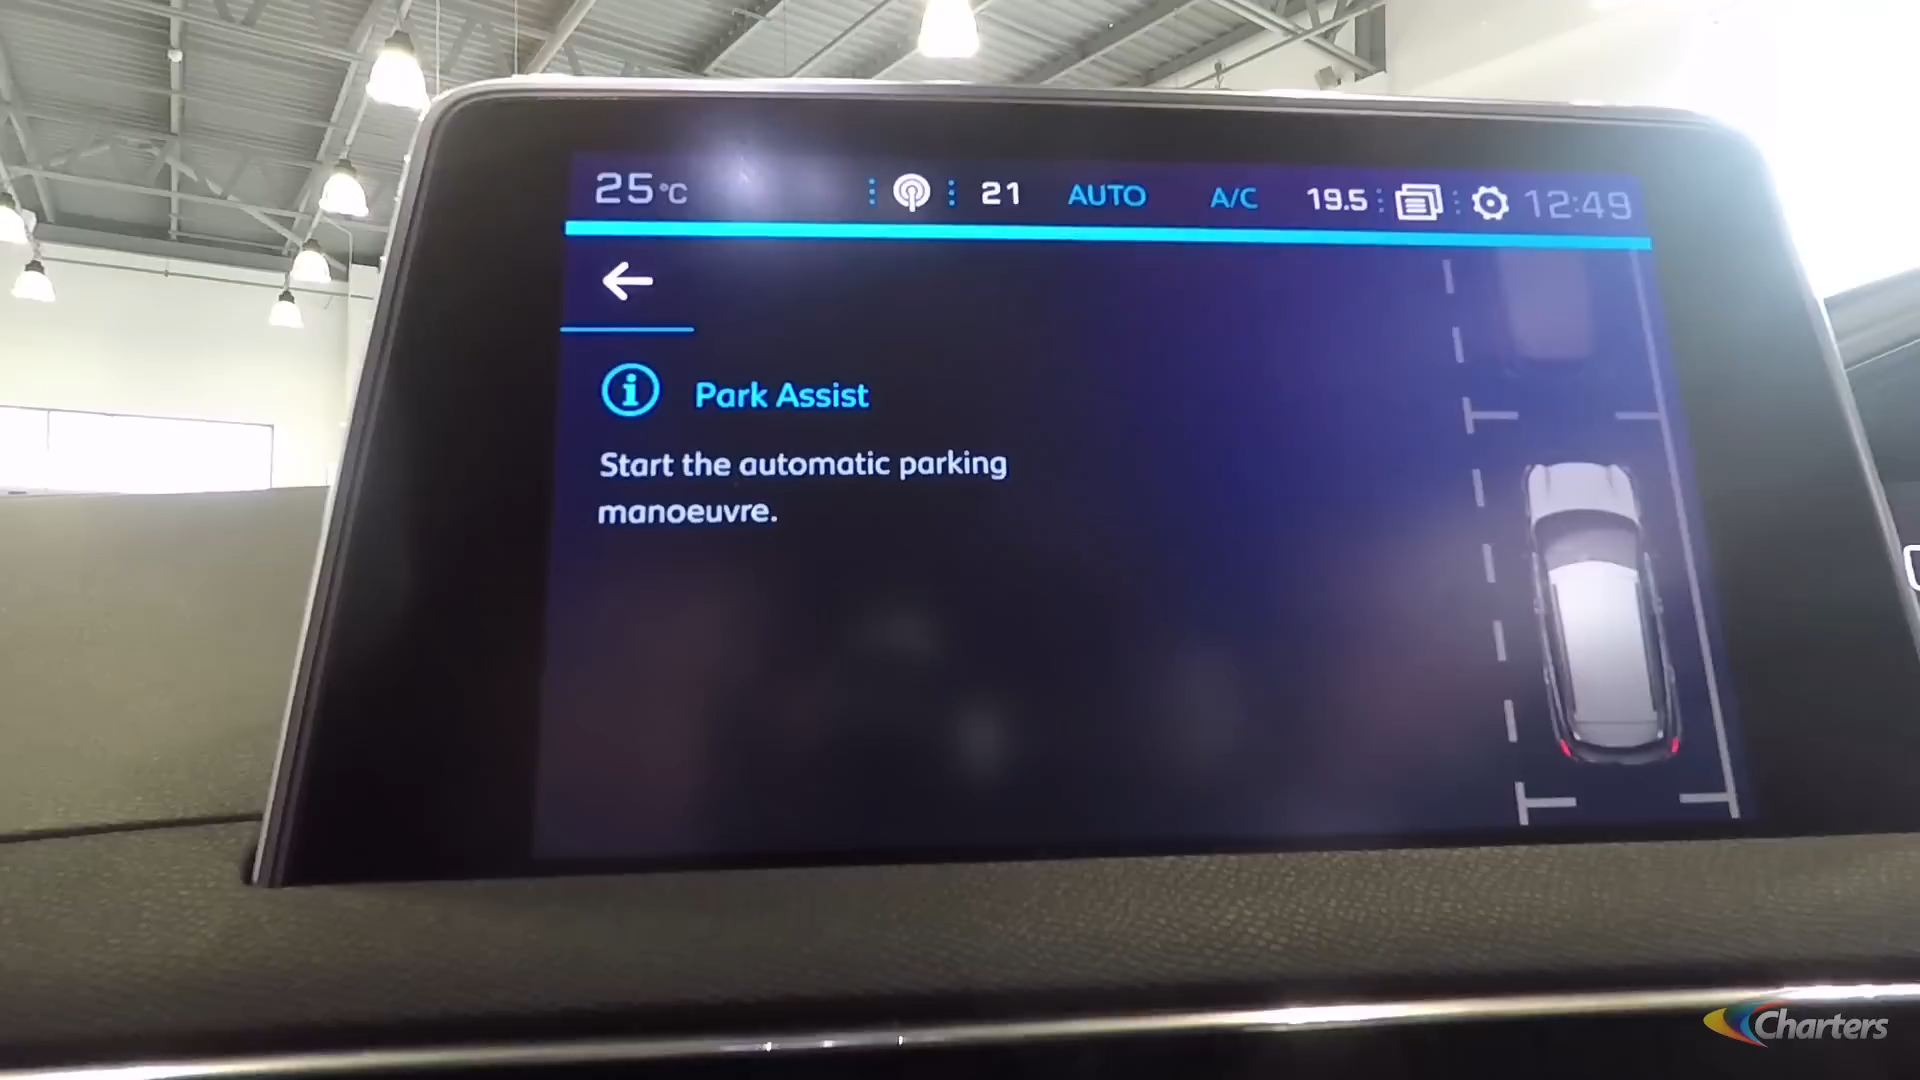 25°C 21 AUTO A/C 19.5 12:49
Park Assist
Start the automatic parking
manoeuvre.
Charters